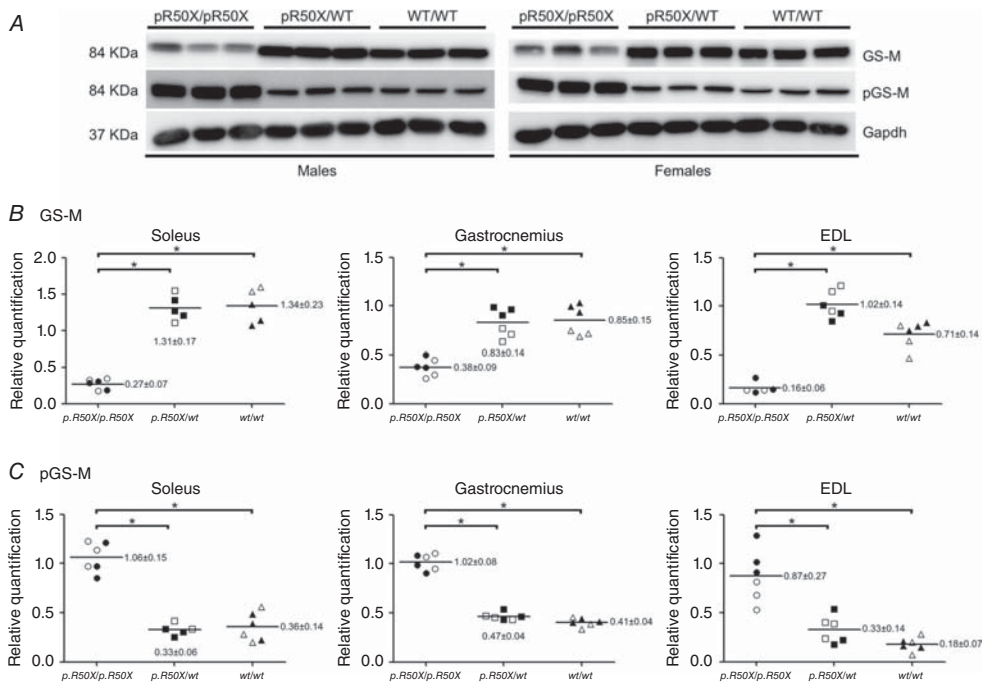 A
pR50X/pR50X pR50X/WT WT/WT pR50X/pR50X pR50X/WT WT/WT
84 KDa GS-M
84 KDa pGS-M
37 KDa Gapdh
Males Females
B GS-M
Soleus Gastrocnemius EDL
Relative quantification
2.0
1.5
1.0
0.5
0.0
*
*
0.27±0.07
1.31±0.17
1.34±0.23
p.R50X/p.R50X p.R50X/wt wt/wt
Relative quantification
1.5
1.0
0.5
0.0
*
*
0.38±0.09
0.83±0.14
0.85±0.15
p.R50X/p.R50X p.R50X/wt wt/wt
Relative quantification
1.5
1.0
0.5
0.0
*
*
0.16±0.06
1.02±0.14
0.71±0.14
p.R50X/p.R50X p.R50X/wt wt/wt
C pGS-M
Soleus Gastrocnemius EDL
Relative quantification
1.5
1.0
0.5
0.0
*
*
1.06±0.15
0.33±0.06
0.36±0.14
p.R50X/p.R50X p.R50X/wt wt/wt
Relative quantification
1.5
1.0
0.5
0.0
*
*
1.02±0.08
0.47±0.04
0.41±0.04
p.R50X/p.R50X p.R50X/wt wt/wt
Relative quantification
1.5
1.0
0.5
0.0
*
*
0.87±0.27
0.33±0.14
0.18±0.07
p.R50X/p.R50X p.R50X/wt wt/wt